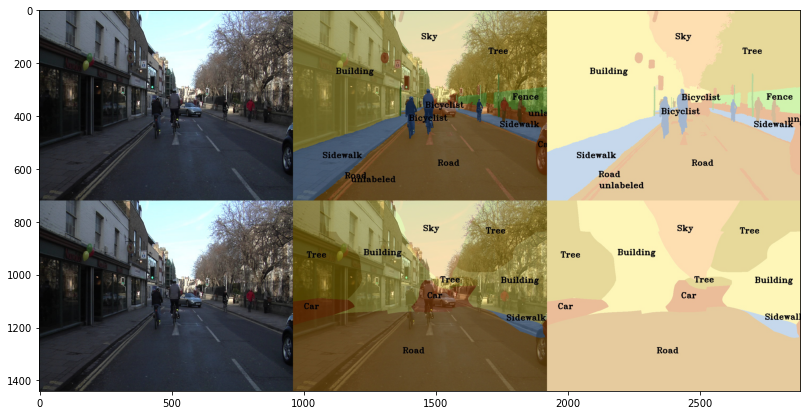 0
200
400
600
800
1000
1200
1400
0
500
1000
1500
2000
2500
Sky
Tree
Building
Fence
Bicyclist
Bicyclist
Sidewalk
Sidewalk
Road
Road
unlabeled
Sky
Tree
Building
Fence
Bicyclist
Bicyclist
Sidewalk
Sidewalk
Road
Road
unlabeled
Sky
Tree
Building
Tree
Tree
Building
Car
Car
Sidewalk
Road
Sky
Tree
Building
Tree
Tree
Building
Car
Car
Sidewalk
Road